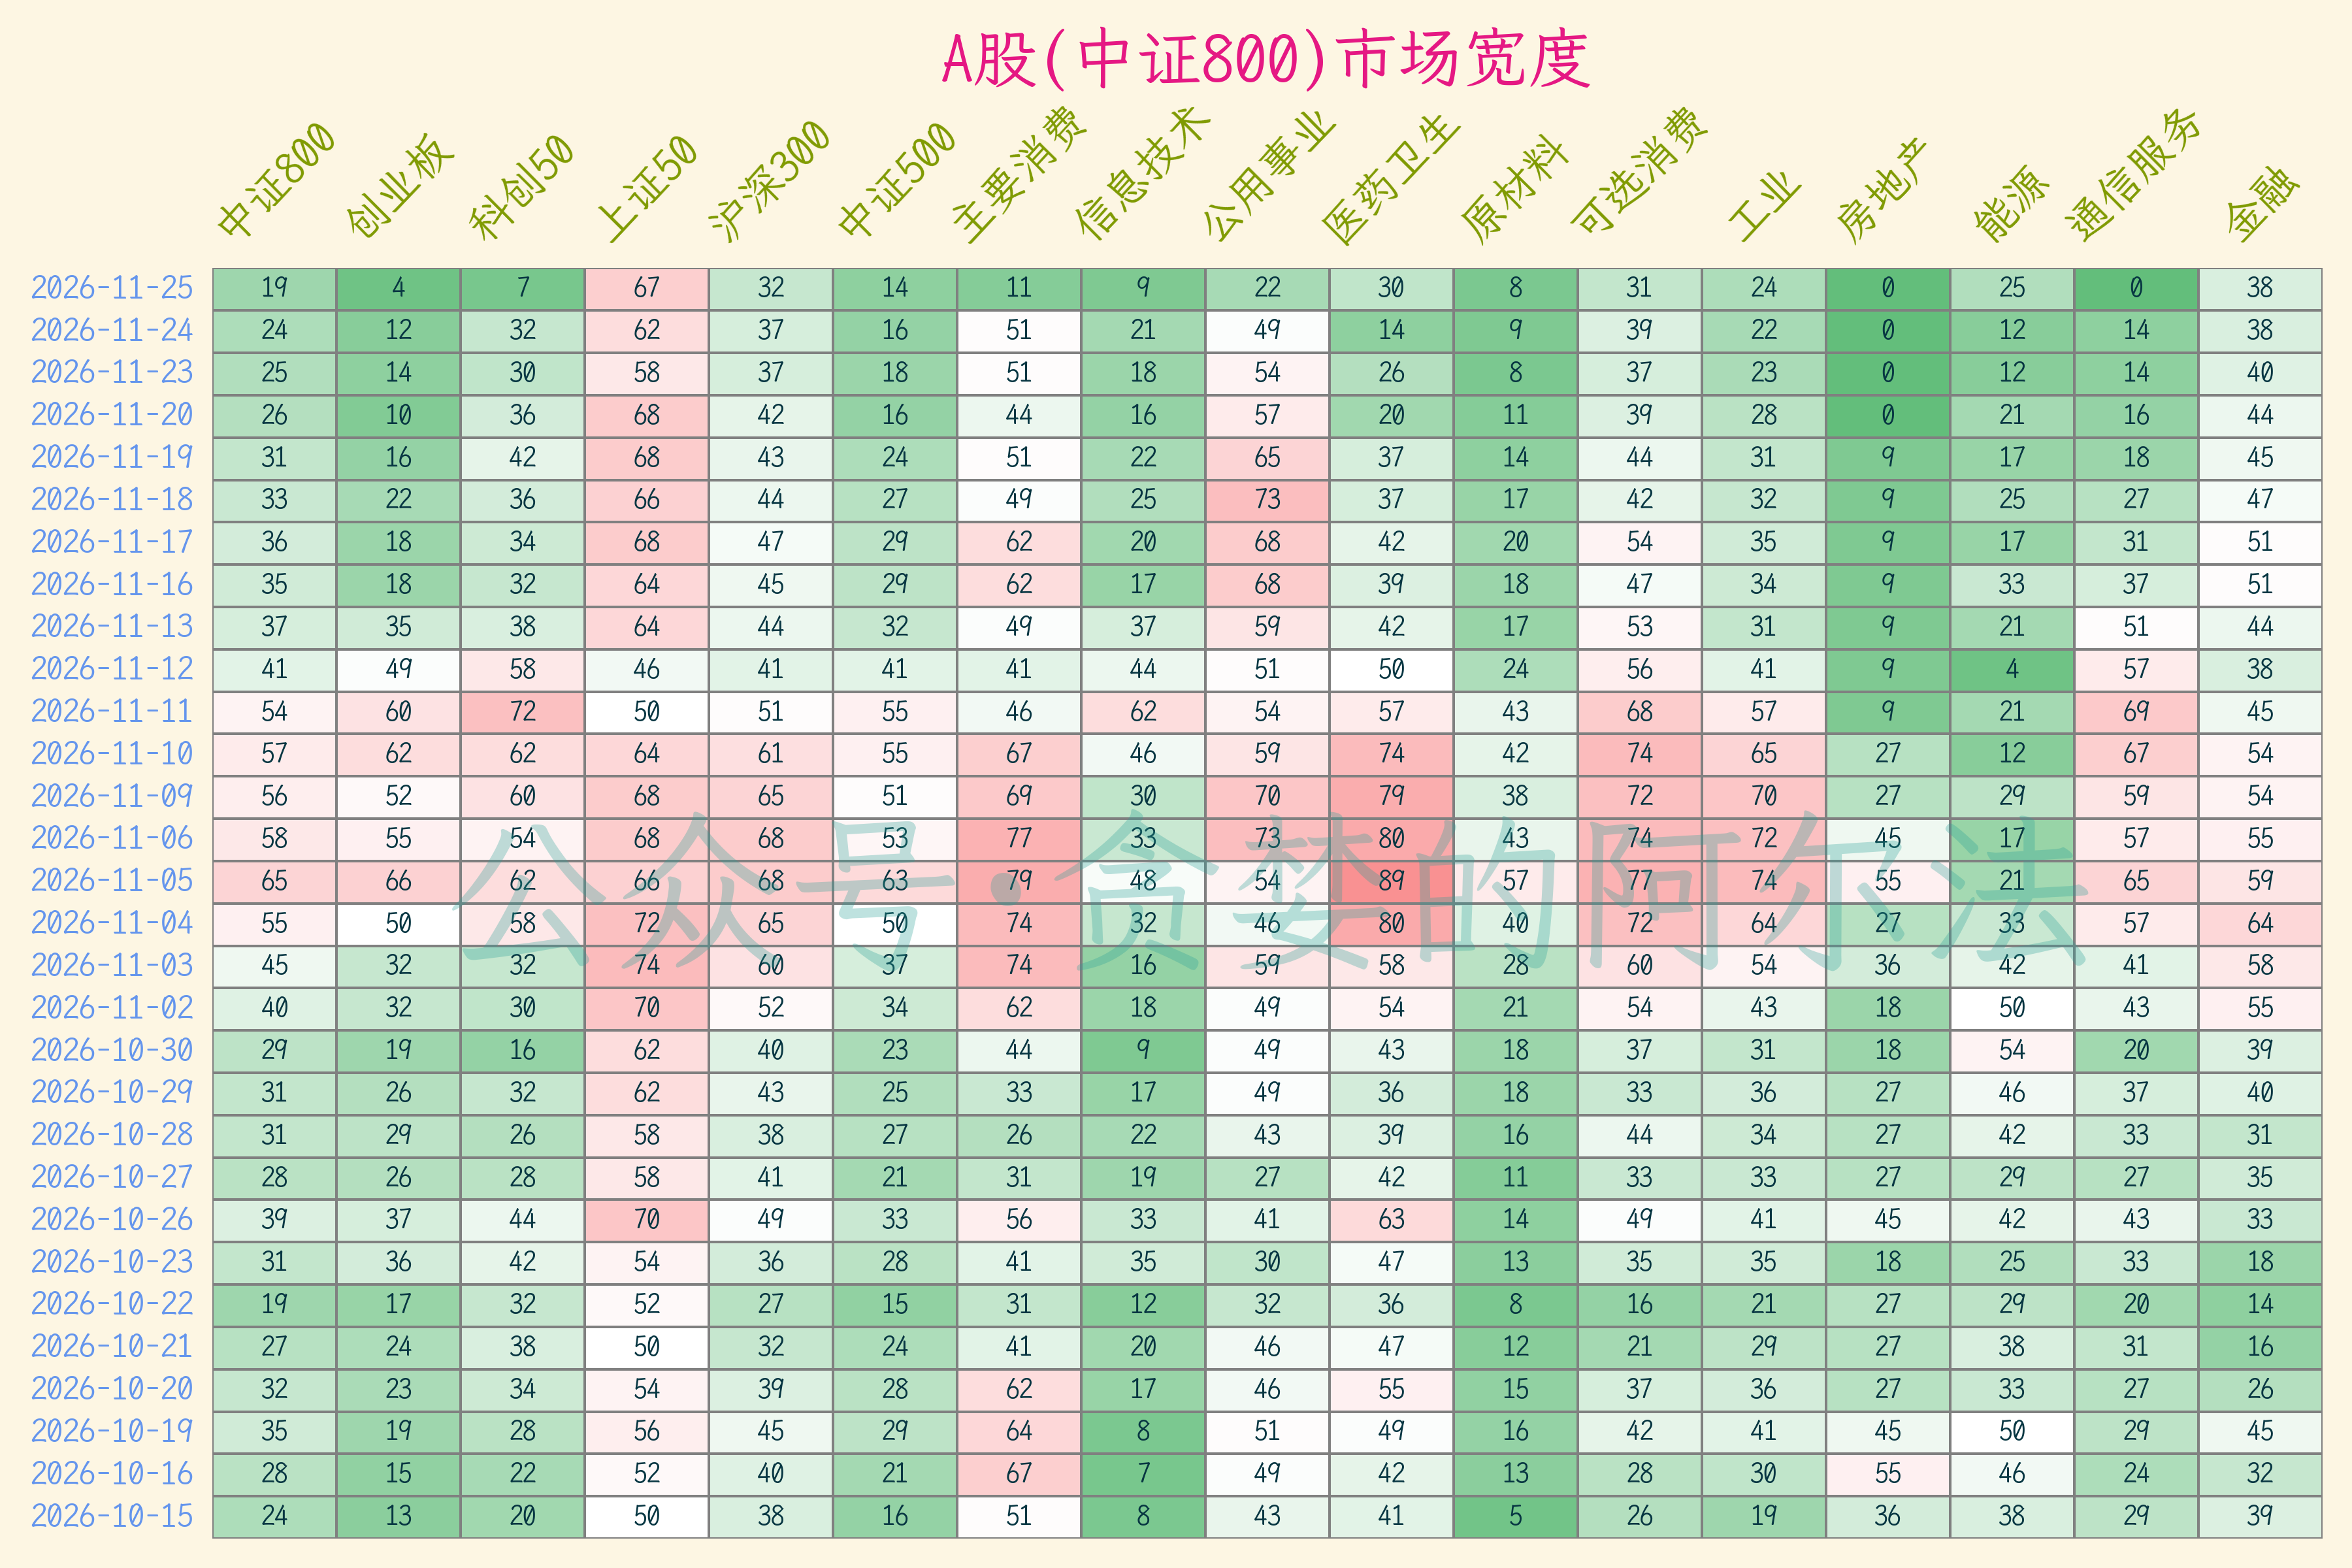 A股(中证800)市场宽度
中证800 创业板 科创50 上证50 沪深300 中证500 主要消费 信息技术 公用事业 医药卫生 原材料 可选消费 工业 房地产 能源 通信服务 金融
2026-11-25 19 4 7 67 32 14 11 9 22 30 8 31 24 0 25 0 38
2026-11-24 24 12 32 62 37 16 51 21 49 14 9 39 22 0 12 14 38
2026-11-23 25 14 30 58 37 18 51 18 54 26 8 37 23 0 12 14 40
2026-11-20 26 10 36 68 42 16 44 16 57 20 11 39 28 0 21 16 44
2026-11-19 31 16 42 68 43 24 51 22 65 37 14 44 31 9 17 18 45
2026-11-18 33 22 36 66 44 27 49 25 73 37 17 42 32 9 25 27 47
2026-11-17 36 18 34 68 47 29 62 20 68 42 20 54 35 9 17 31 51
2026-11-16 35 18 32 64 45 29 62 17 68 39 18 47 34 9 33 37 51
2026-11-13 37 35 38 64 44 32 49 37 59 42 17 53 31 9 21 51 44
2026-11-12 41 49 58 46 41 41 41 44 51 50 24 56 41 9 4 57 38
2026-11-11 54 60 72 50 51 55 46 62 54 57 43 68 57 9 21 69 45
2026-11-10 57 62 62 64 61 55 67 46 59 74 42 74 65 27 12 67 54
2026-11-09 56 52 60 68 65 51 69 30 70 79 38 72 70 27 29 59 54
2026-11-06 58 55 54 68 68 53 77 33 73 80 43 74 72 45 17 57 55
2026-11-05 65 66 62 66 68 63 79 48 54 89 57 77 74 55 21 65 59
2026-11-04 55 50 58 72 65 50 74 32 46 80 40 72 64 27 33 57 64
2026-11-03 45 32 32 74 60 37 74 16 59 58 28 60 54 36 42 41 58
2026-11-02 40 32 30 70 52 34 62 18 49 54 21 54 43 18 50 43 55
2026-10-30 29 19 16 62 40 23 44 9 49 43 18 37 31 18 54 20 39
2026-10-29 31 26 32 62 43 25 33 17 49 36 18 33 36 27 46 37 40
2026-10-28 31 29 26 58 38 27 26 22 43 39 16 44 34 27 42 33 31
2026-10-27 28 26 28 58 41 21 31 19 27 42 11 33 33 27 29 27 35
2026-10-26 39 37 44 70 49 33 56 33 41 63 14 49 41 45 42 43 33
2026-10-23 31 36 42 54 36 28 41 35 30 47 13 35 35 18 25 33 18
2026-10-22 19 17 32 52 27 15 31 12 32 36 8 16 21 27 29 20 14
2026-10-21 27 24 38 50 32 24 41 20 46 47 12 21 29 27 38 31 16
2026-10-20 32 23 34 54 39 28 62 17 46 55 15 37 36 27 33 27 26
2026-10-19 35 19 28 56 45 29 64 8 51 49 16 42 41 45 50 29 45
2026-10-16 28 15 22 52 40 21 67 7 49 42 13 28 30 55 46 24 32
2026-10-15 24 13 20 50 38 16 51 8 43 41 5 26 19 36 38 29 39
公众号·贪婪的阿尔法